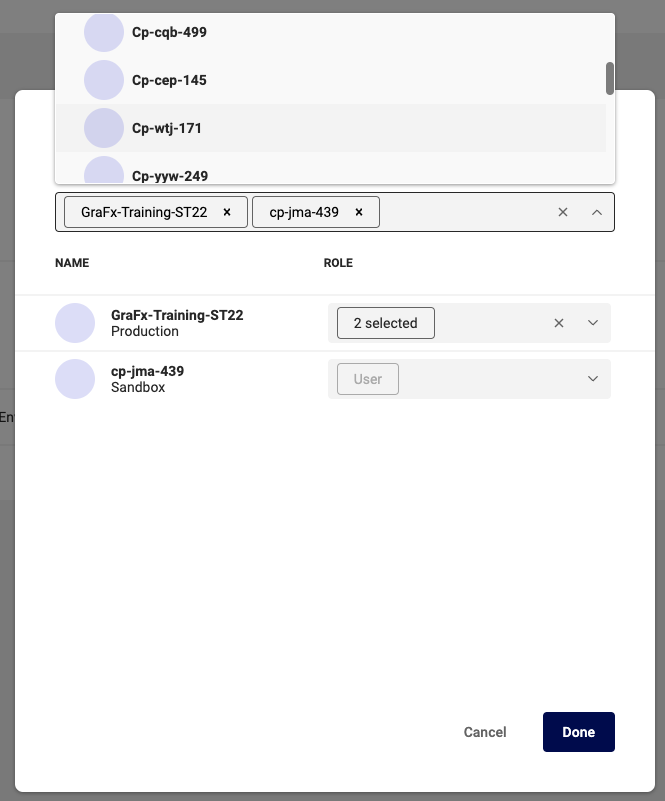 Cp-cqb-499
Cp-cep-145
Cp-wtj-171
Cp-yyw-249
GraFx-Training-ST22 × cp-jma-439 ×
NAME ROLE
GraFx-Training-ST22
Production
2 selected
cp-jma-439
Sandbox
User
En
Cancel Done